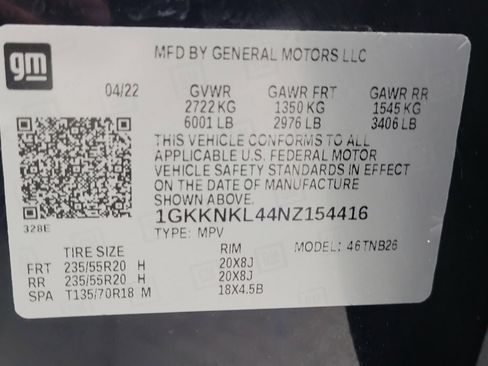 gm
MFD BY GENERAL MOTORS LLC
04/22 GVWR GAWR FRT GAWR RR
2722 KG 1350 KG 1545 KG
6001 LB 2976 LB 3406 LB
THIS VEHICLE CONFORMS TO ALL
APPLICABLE U.S. FEDERAL MOTOR
VEHICLE SAFETY STANDARDS IN EFFECT
ON THE DATE OF MANUFACTURE
SHOWN ABOVE.
328E
1GKKNKL44NZ154416
TYPE: MPV MODEL: 46TNB26
TIRE SIZE RIM
FRT 235/55R20 H 20X8J
RR 235/55R20 H 20X8J
SPA T135/70R18 M 18X4.5B